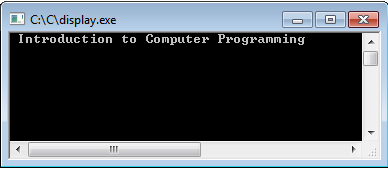 C:\C\display.exe
Introduction to Computer Programming